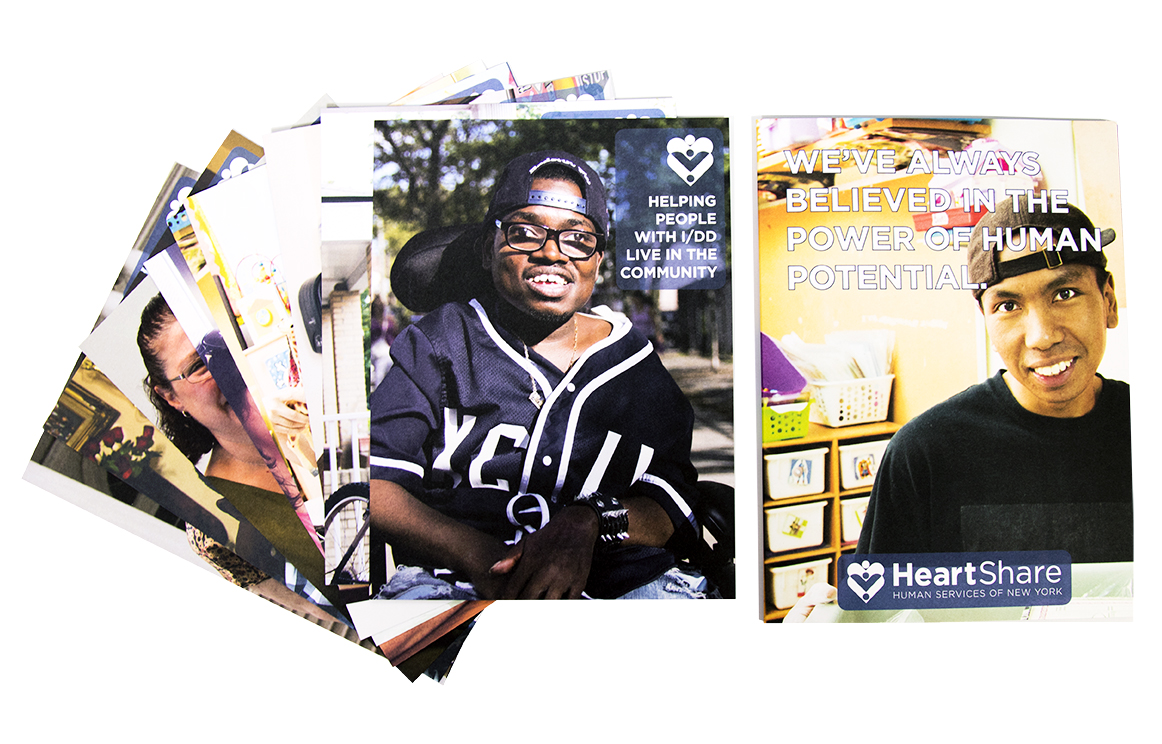 HELPING
PEOPLE
WITH I/DD
LIVE IN THE
COMMUNITY
WE'VE ALWAYS
BELIEVED IN THE
POWER OF HUMAN
POTENTIAL.
HeartShare
HUMAN SERVICES OF NEW YORK